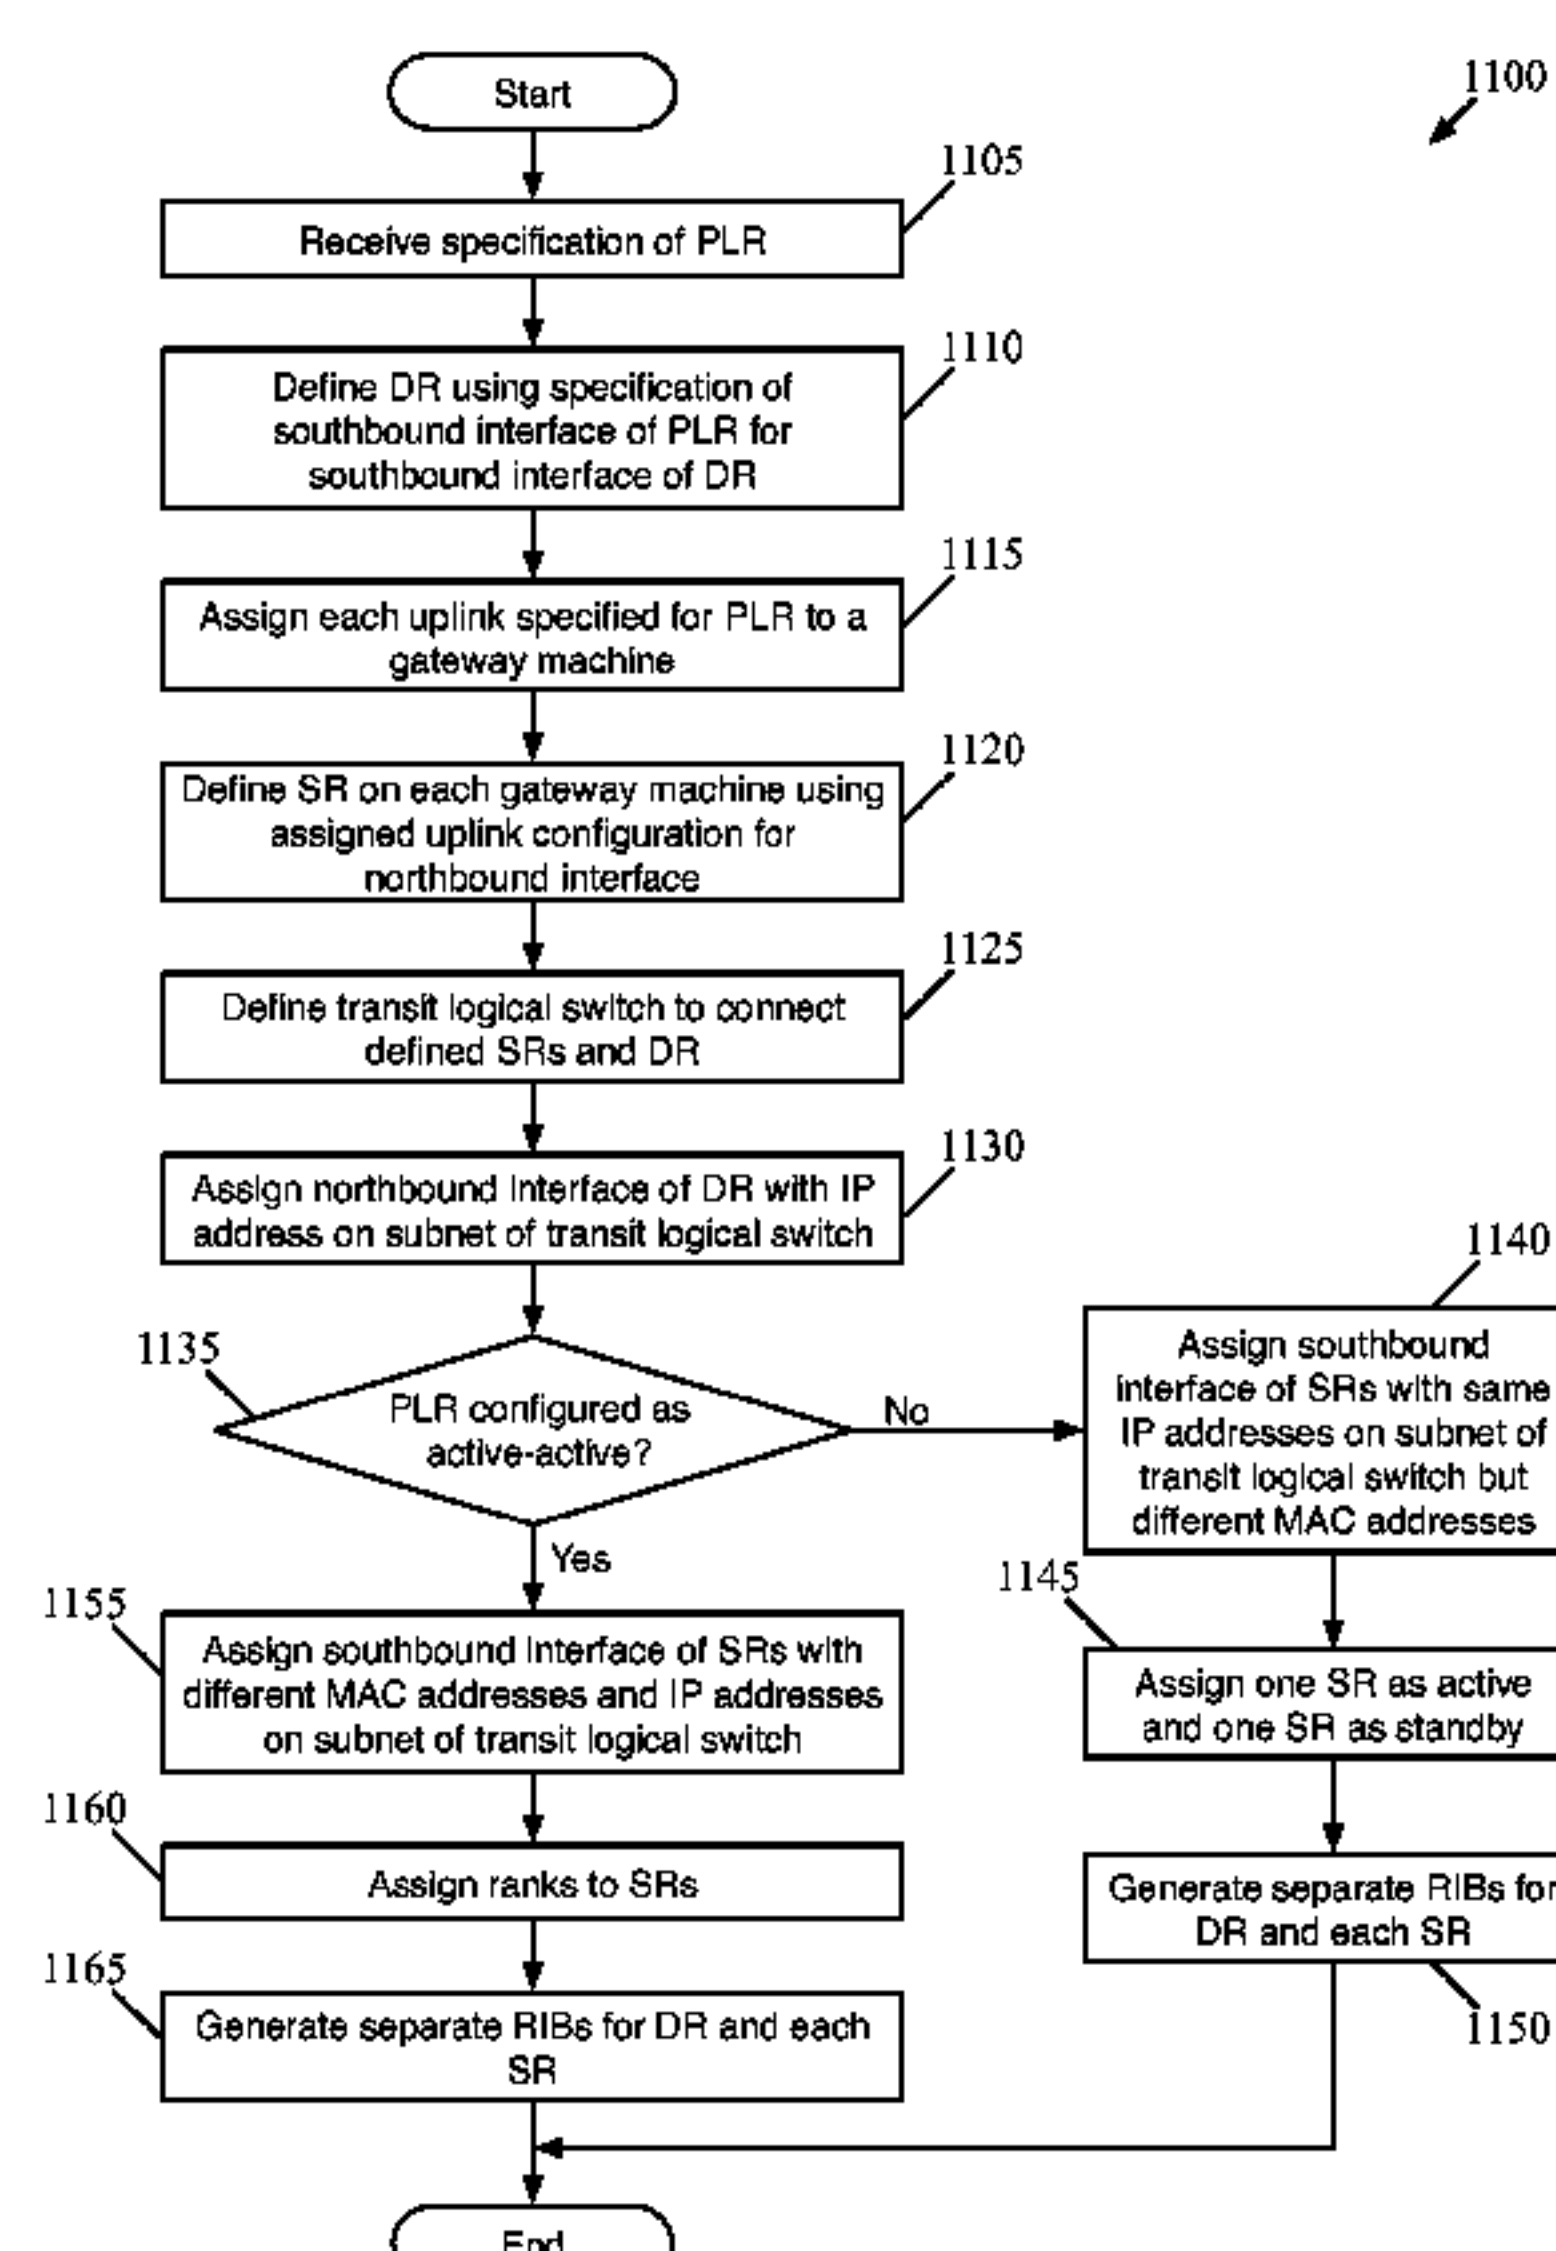 Start
1100
1105
Receive specification of PLR
1110
Define DR using specification of
southbound interface of PLR for
southbound interface of DR
1115
Assign each uplink specified for PLR to a
gateway machine
1120
Define SR on each gateway machine using
assigned uplink configuration for
northbound interface
1125
Define transit logical switch to connect
defined SRs and DR
1130
Assign northbound interface of DR with IP
address on subnet of transit logical switch
1135
PLR configured as
active-active?
No
Yes
1140
Assign southbound
interface of SRs with same
IP addresses on subnet of
transit logical switch but
different MAC addresses
1145
Assign one SR as active
and one SR as standby
Generate separate RIBs for
DR and each SR
1150
1155
Assign southbound interface of SRs with
different MAC addresses and IP addresses
on subnet of transit logical switch
1160
Assign ranks to SRs
1165
Generate separate RIBs for DR and each
SR
End